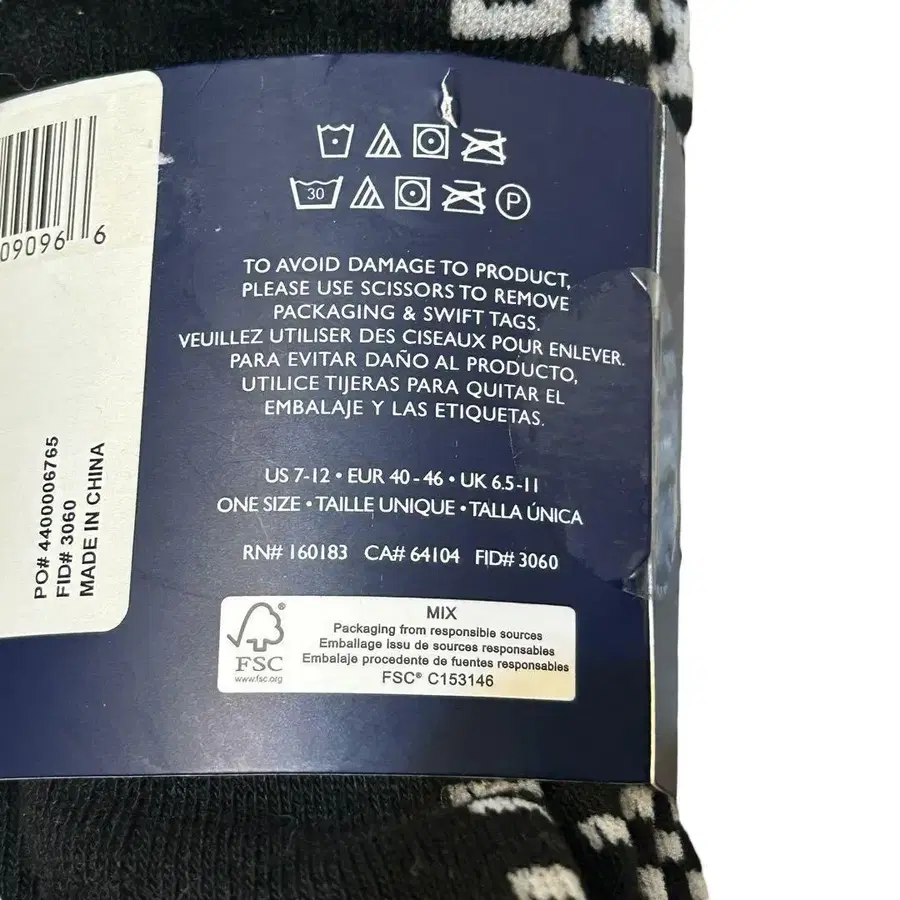 09096 6
PO# 4400006765
FID# 3060
MADE IN CHINA
30
P
TO AVOID DAMAGE TO PRODUCT,
PLEASE USE SCISSORS TO REMOVE
PACKAGING & SWIFT TAGS.
VEUILLEZ UTILISER DES CISEAUX POUR ENLEVER.
PARA EVITAR DAÑO AL PRODUCTO,
UTILICE TIJERAS PARA QUITAR EL
EMBALAJE Y LAS ETIQUETAS.
US 7-12 • EUR 40-46 • UK 6.5-11
ONE SIZE • TAILLE UNIQUE • TALLA ÚNICA
RN# 160183 CA# 64104 FID# 3060
FSC®
www.fsc.org
MIX
Packaging from responsible sources
Emballage issu de sources responsables
Embalaje procedente de fuentes responsables
FSC® C153146